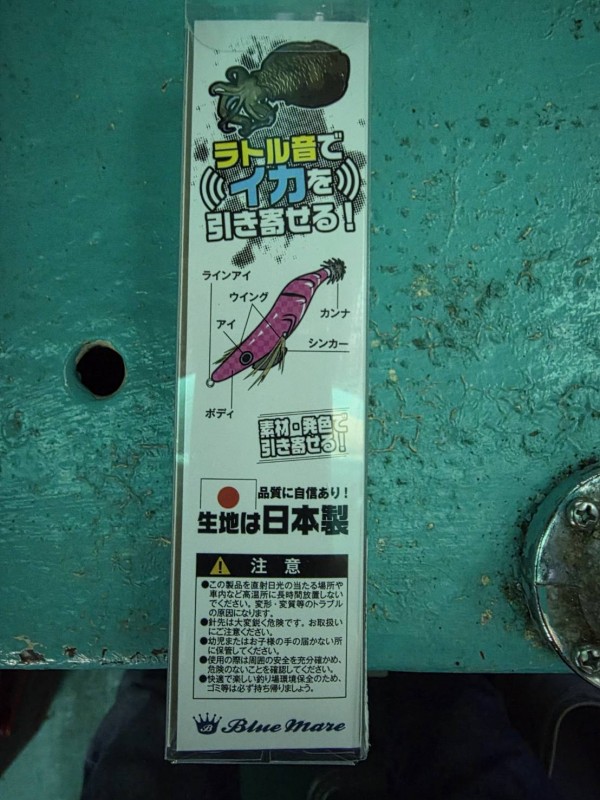 ラトル音で
イカを
引き寄せる!
ラインアイ
ウイング
カンナ
アイ
シンカー
ボディ
素材・発色で
引き寄せる!
品質に自信あり!
生地は日本製
注意
●この製品を直射日光の当たる場所や
車内など高温所に長時間放置しない
でください。変形・変質等のトラブル
の原因になります。
●針先は大変鋭く危険です。お取扱い
にご注意ください。
●幼児またはお子様の手の届かない所
に保管してください。
●使用の際は周囲の安全を充分確かめ、
危険のないことを確認してください。
●快適で楽しい釣り場環境保全のため、
ゴミ等は必ず持ち帰りましょう。
B Blue Mare